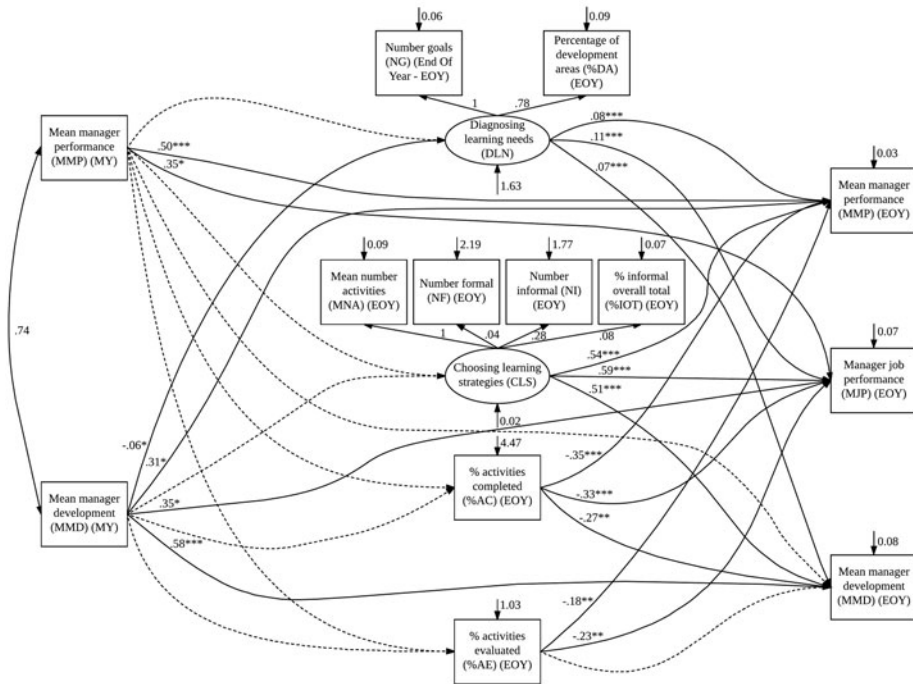 0.06
0.09
Number goals
(NG) (End Of
Year - EOY)
Percentage of
development
areas (%DA)
(EOY)
1
.78
Mean manager
performance
(MMP) (MY)
Diagnosing
learning needs
(DLN)
1.63
.50***
.35*
.08***
.11***
.07***
0.03
Mean manager
performance
(MMP) (EOY)
0.09
2.19
1.77
0.07
Mean number
activities
(MNA) (EOY)
Number formal
(NF) (EOY)
Number
informal (NI)
(EOY)
% informal
overall total
(%IOT) (EOY)
1
.04
.28
.08
.74
Choosing learning
strategies (CLS)
0.02
.54***
.59***
.51***
0.07
Manager job
performance
(MJP) (EOY)
-.06*
.31*
4.47
% activities
completed
(%AC) (EOY)
-.35***
-.33***
-.27**
Mean manager
development
(MMD) (MY)
.35*
.58***
0.08
Mean manager
development
(MMD) (EOY)
1.03
% activities
evaluated
(%AE) (EOY)
-.18**
-.23**